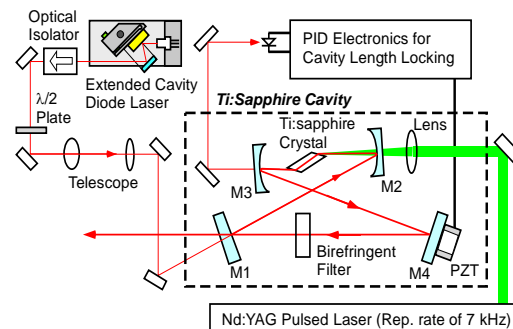 Optical
Isolator
Extended Cavity
Diode Laser
λ/2
Plate
Telescope
PID Electronics for
Cavity Length Locking
Ti:Sapphire Cavity
Ti:sapphire
Crystal
Lens
M3
M2
M1
Birefringent
Filter
M4
PZT
Nd:YAG Pulsed Laser (Rep. rate of 7 kHz)